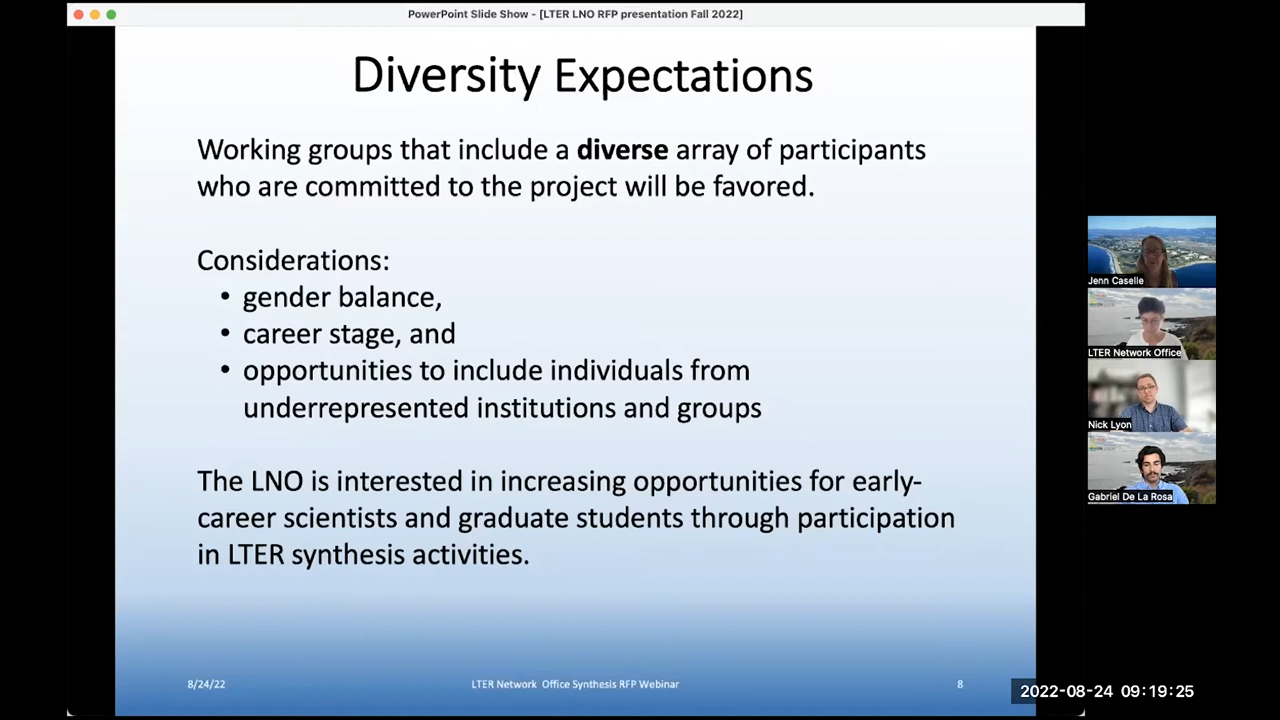 PowerPoint Slide Show - [LTER LNO RFP presentation Fall 2022]
Diversity Expectations
Working groups that include a diverse array of participants
who are committed to the project will be favored.
Considerations:
• gender balance,
• career stage, and
• opportunities to include individuals from
underrepresented institutions and groups
The LNO is interested in increasing opportunities for early-
career scientists and graduate students through participation
in LTER synthesis activities.
8/24/22
LTER Network Office Synthesis RFP Webinar
8
Jenn Caselle
LTER Network Office
Nick Lyon
Gabriel De La Rosa
2022-08-24 09:19:25